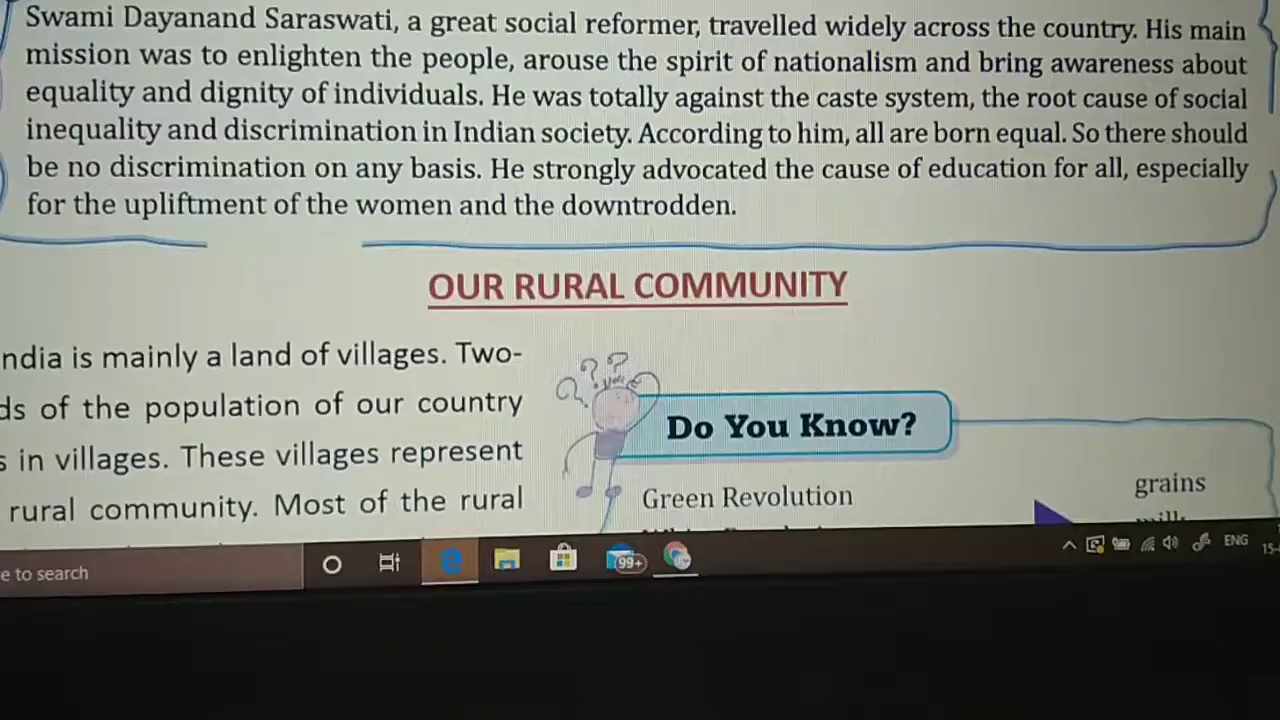 Swami Dayanand Saraswati, a great social reformer, travelled widely across the country. His main
mission was to enlighten the people, arouse the spirit of nationalism and bring awareness about
equality and dignity of individuals. He was totally against the caste system, the root cause of social
inequality and discrimination in Indian society. According to him, all are born equal. So there should
be no discrimination on any basis. He strongly advocated the cause of education for all, especially
for the upliftment of the women and the downtrodden.
OUR RURAL COMMUNITY
ndia is mainly a land of villages. Two-
ds of the population of our country
s in villages. These villages represent
rural community. Most of the rural
? ? ?
Do You Know?
Green Revolution
grains
e to search
99+
ENG
15-